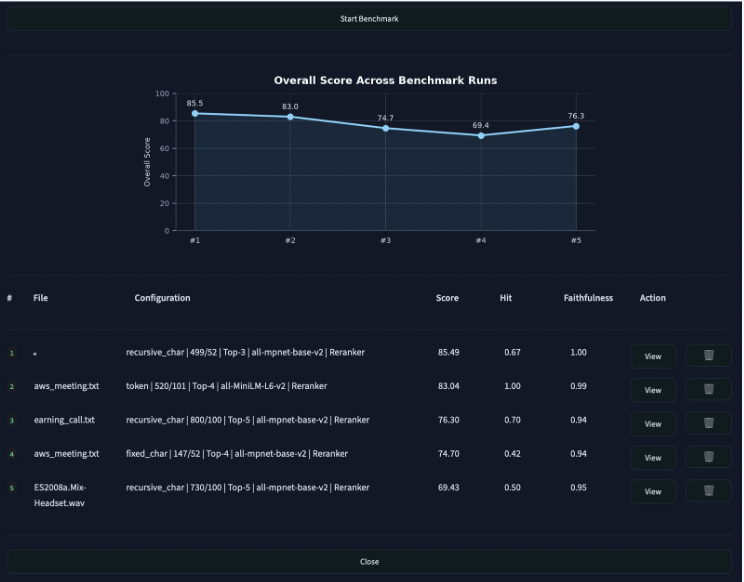 Start Benchmark
Overall Score Across Benchmark Runs
Overall Score
100
80
60
40
20
0
85.5
83.0
74.7
69.4
76.3
#1
#2
#3
#4
#5
# File Configuration Score Hit Faithfulness Action
1 recursive_char | 499/52 | Top-3 | all-mpnet-base-v2 | Reranker 85.49 0.67 1.00 View
2 aws_meeting.txt token | 520/101 | Top-4 | all-MiniLM-L6-v2 | Reranker 83.04 1.00 0.99 View
3 earning_call.txt recursive_char | 800/100 | Top-5 | all-mpnet-base-v2 | Reranker 76.30 0.70 0.94 View
4 aws_meeting.txt fixed_char | 147/52 | Top-4 | all-mpnet-base-v2 | Reranker 74.70 0.42 0.94 View
5 ES2008a.Mix- recursive_char | 730/100 | Top-5 | all-mpnet-base-v2 | Reranker 69.43 0.50 0.95 View
Headset.wav
Close